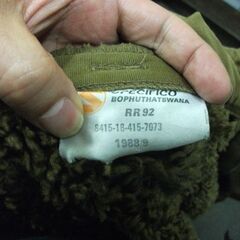 BOPHUTHATSWANA
RR 92
8415-18-415-7073
1988/9